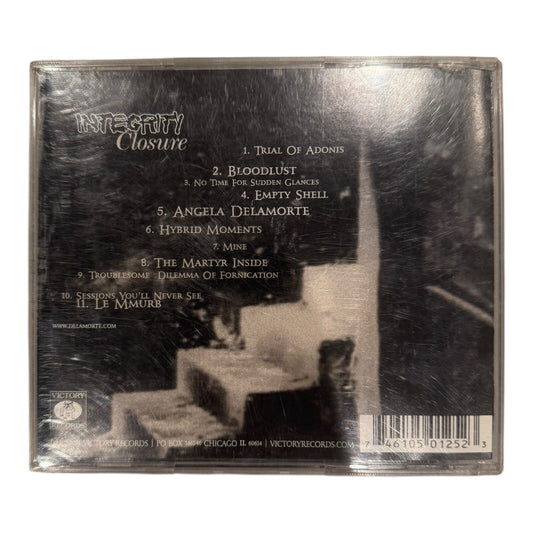 INTEGRITY
Closure
1. Trial Of Adonis
2. Bloodlust
3. No Time For Sudden Glances
4. Empty Shell
5. Angela Delamorte
6. Hybrid Moments
7. Mine
8. The Martyr Inside
9. Troublesome Dilemma Of Fornication
10. Sessions You'll Never See
11. Le Mmurb
www.delamorte.com
VICTORY
RECORDS
VICTORY RECORDS | PO BOX CHICAGO IL 60614 | VICTORYRECORDS.COM
7 46105 01252 3